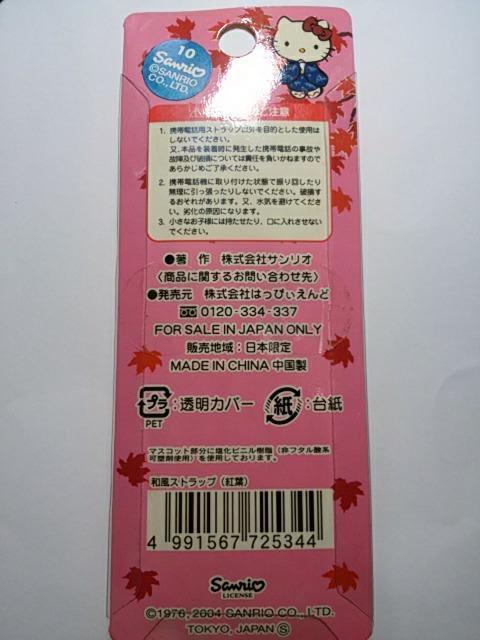 10
Sanrio
©SANRIO
CO., LTD.
ご注意
1. 携帯電話用ストラップ以外を目的とした使用は
しないでください。
又、本品を装着時に発生した携帯電話の事故や
故障及び破損については責任を負いかねますので
あらかじめご了承ください。
2. 携帯電話機に取り付けた状態で振り回したり
無理に引っ張ったりしないでください。破損す
るおそれがあります。又、水気を避けてくださ
い。劣化の原因になります。
3. 小さなお子様には持たせたり、口に入れさせない
でください。
●著 作 株式会社サンリオ
〈商品に関するお問い合わせ先〉
●発売元 株式会社はっぴぃえんど
0120-334-337
FOR SALE IN JAPAN ONLY
販売地域：日本限定
MADE IN CHINA 中国製
プラ：透明カバー 紙：台紙
PET
マスコット部分に塩化ビニル樹脂（非フタル酸系
可塑剤使用）を使用しております。
和風ストラップ（紅葉）
4 991567 725344
Sanrio
LICENSE
©1976, 2004 SANRIO CO., LTD.
TOKYO, JAPAN Ⓢ